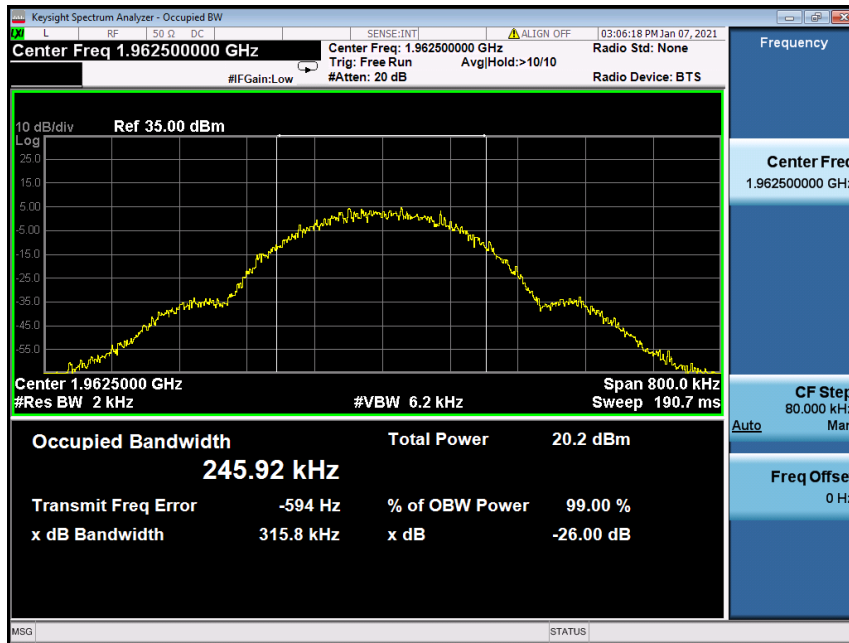 Keysight Spectrum Analyzer - Occupied BW
LXI L RF 50 Ω DC SENSE:INT ALIGN OFF 03:06:18 PM Jan 07, 2021
Center Freq 1.962500000 GHz
Center Freq: 1.962500000 GHz Radio Std: None
Trig: Free Run Avg|Hold:>10/10
#IFGain:Low #Atten: 20 dB Radio Device: BTS
10 dB/div Ref 35.00 dBm
Log
25.0
15.0
5.00
-5.00
-15.0
-25.0
-35.0
-45.0
-55.0
Center 1.9625000 GHz Span 800.0 kHz
#Res BW 2 kHz #VBW 6.2 kHz Sweep 190.7 ms
Occupied Bandwidth Total Power 20.2 dBm
245.92 kHz
Transmit Freq Error -594 Hz % of OBW Power 99.00 %
x dB Bandwidth 315.8 kHz x dB -26.00 dB
MSG STATUS
Frequency
Center Freq
1.962500000 GHz
CF Step
80.000 kHz
Auto Man
Freq Offse
0 Hz